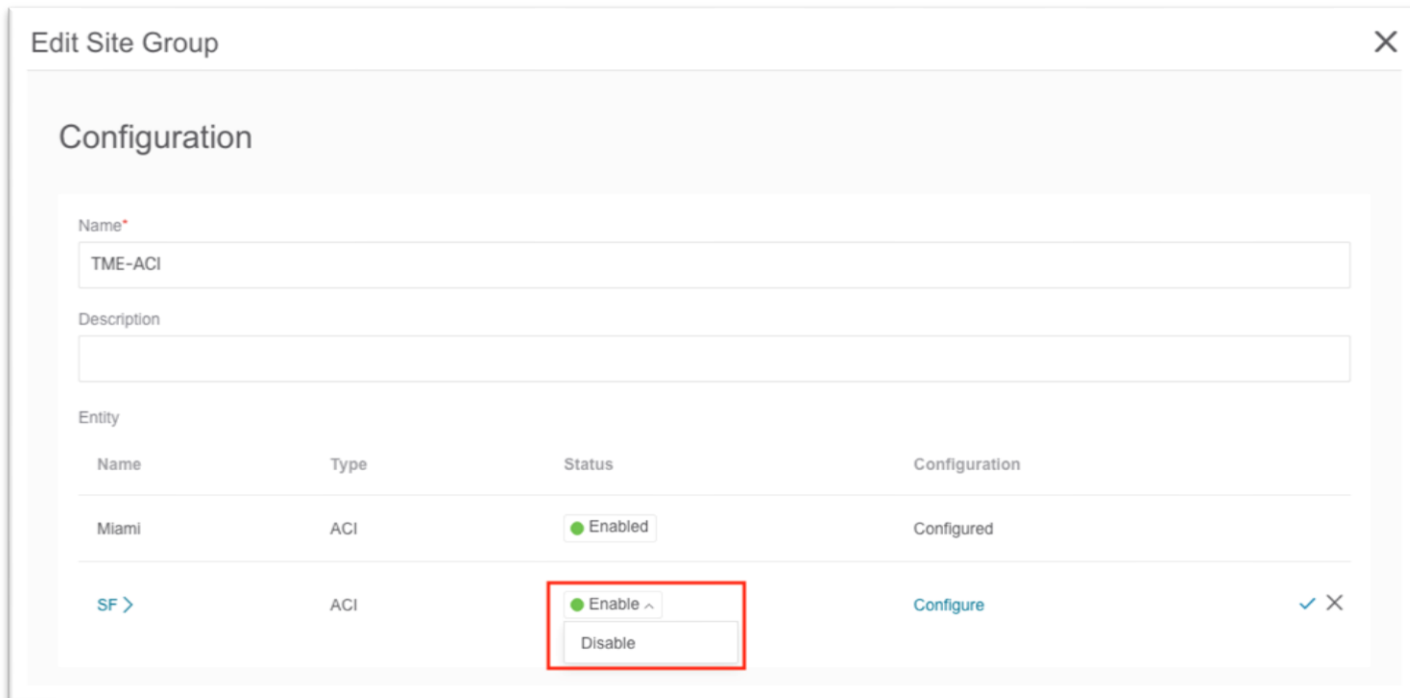 Edit Site Group
Configuration
Name*
TME-ACI
Description
Entity
Name Type Status Configuration
Miami ACI Enabled Configured
SF ACI Enable Configure
Disable